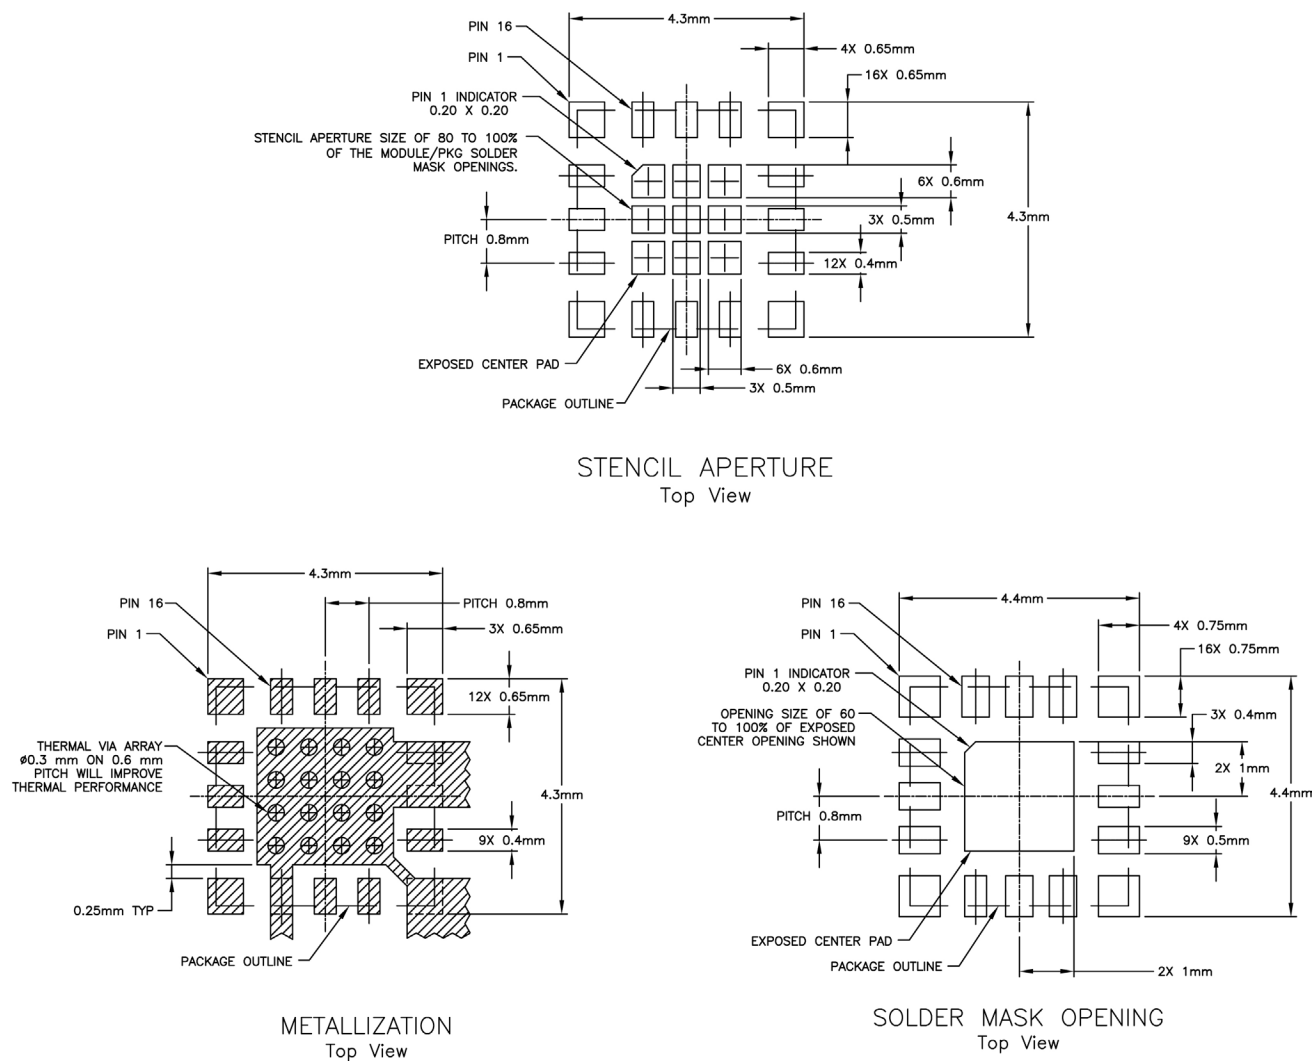 PIN 16
4.3mm
4X 0.65mm
PIN 1
16X 0.65mm
PIN 1 INDICATOR
0.20 X 0.20
STENCIL APERTURE SIZE OF 80 TO 100%
OF THE MODULE/PKG SOLDER
MASK OPENINGS.
6X 0.6mm
3X 0.5mm
4.3mm
PITCH 0.8mm
12X 0.4mm
EXPOSED CENTER PAD
6X 0.6mm
3X 0.5mm
PACKAGE OUTLINE
STENCIL APERTURE
Top View
4.3mm
PIN 16
PITCH 0.8mm
PIN 1
3X 0.65mm
12X 0.65mm
THERMAL VIA ARRAY
ø0.3 mm ON 0.6 mm
PITCH WILL IMPROVE
THERMAL PERFORMANCE
4.3mm
9X 0.4mm
0.25mm TYP
PACKAGE OUTLINE
METALLIZATION
Top View
PIN 16
4.4mm
4X 0.75mm
PIN 1
16X 0.75mm
PIN 1 INDICATOR
0.20 X 0.20
OPENING SIZE OF 60
TO 100% OF EXPOSED
CENTER OPENING SHOWN
3X 0.4mm
2X 1mm
4.4mm
PITCH 0.8mm
9X 0.5mm
EXPOSED CENTER PAD
PACKAGE OUTLINE
2X 1mm
SOLDER MASK OPENING
Top View